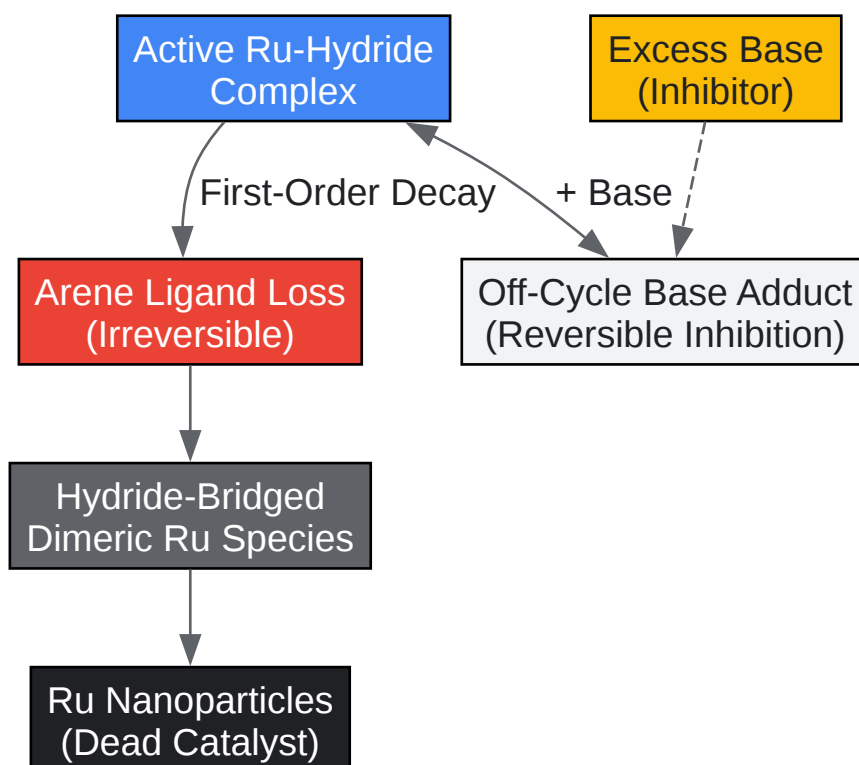 Active Ru-Hydride
Complex
Excess Base
(Inhibitor)
First-Order Decay
+ Base
Arene Ligand Loss
(Irreversible)
Off-Cycle Base Adduct
(Reversible Inhibition)
Hydride-Bridged
Dimeric Ru Species
Ru Nanoparticles
(Dead Catalyst)